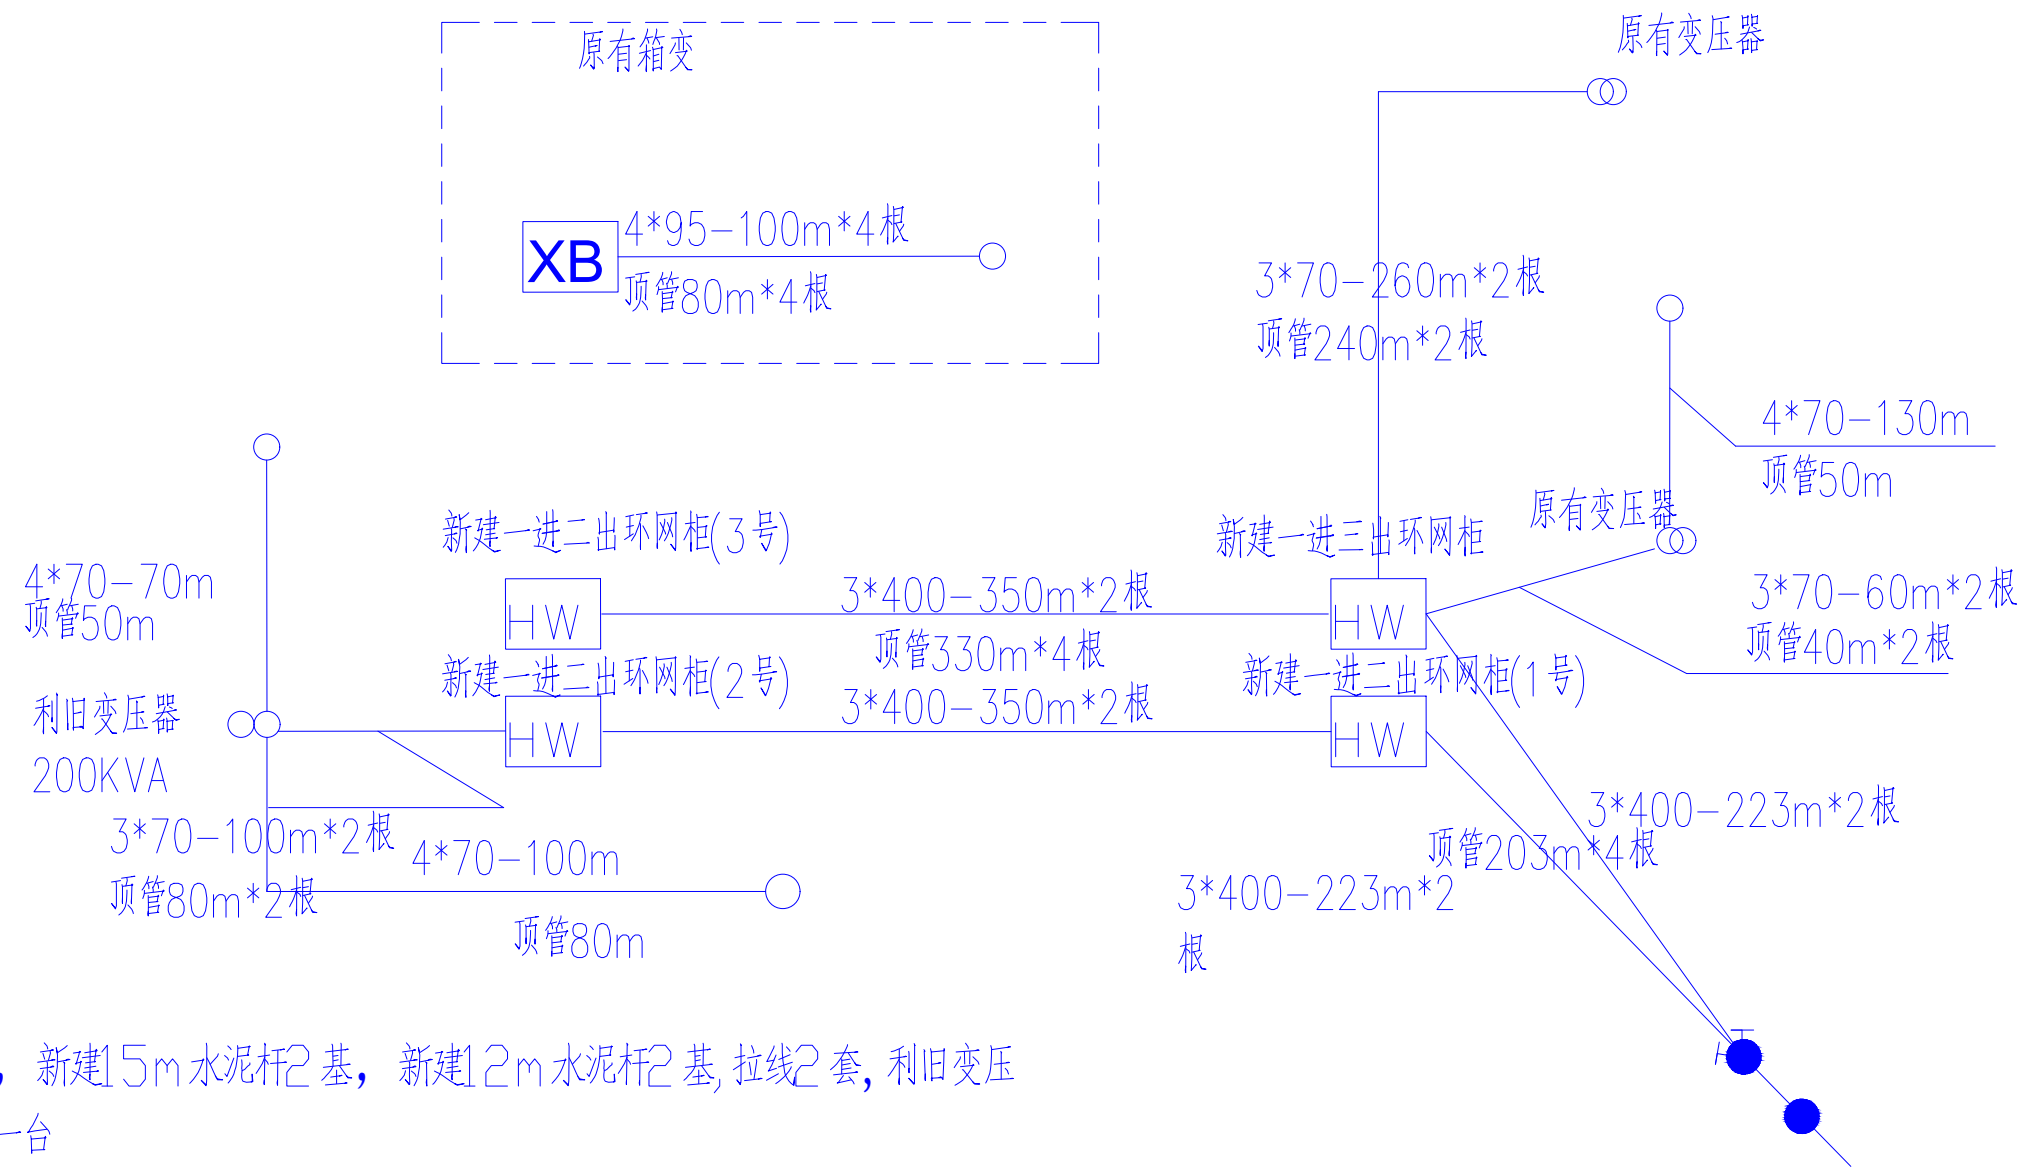 原有箱变
原有变压器
XB
4*95-100m*4根
顶管80m*4根
3*70-260m*2根
顶管240m*2根
4*70-130m
顶管50m
原有变压器
新建一进二出环网柜(3号)
新建一进三出环网柜
4*70-70m
顶管50m
HW
3*400-350m*2根
HW
3*70-60m*2根
顶管330m*4根
顶管40m*2根
新建一进二出环网柜(2号)
新建一进二出环网柜(1号)
利旧变压器
200KVA
HW
3*400-350m*2根
HW
3*70-100m*2根
顶管80m*2根
4*70-100m
顶管80m
3*400-223m*2根
顶管203m*4根
3*400-223m*2
根
，新建15m水泥杆2基，新建12m水泥杆2基,拉线2套,利旧变压
一台